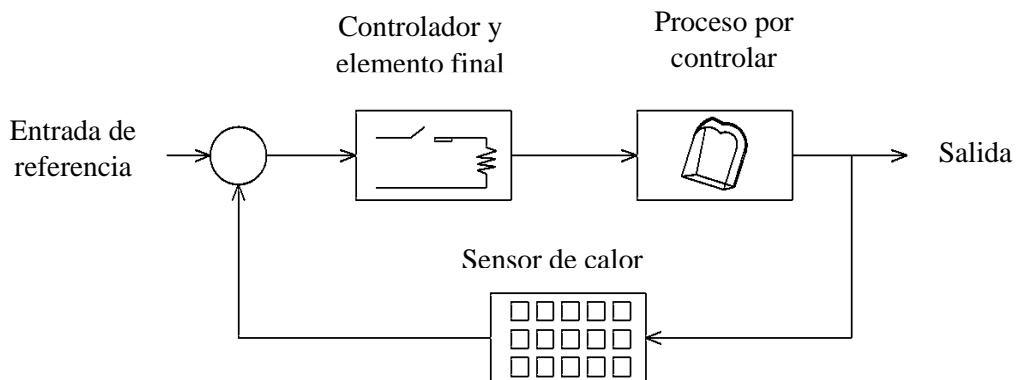 Controlador y
elemento final
Proceso por
controlar
Entrada de
referencia
Salida
Sensor de calor